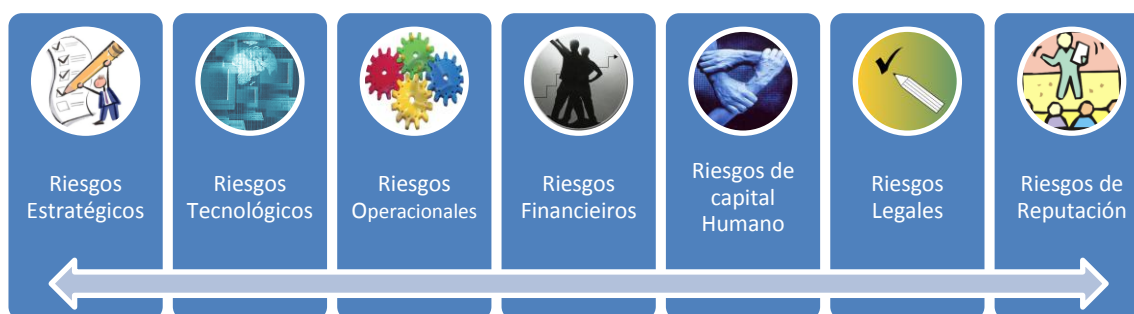 Riesgos
Estratégicos
Riesgos
Tecnológicos
Riesgos
Operacionales
Riesgos
Financieiros
Riesgos de
capital
Humano
Riesgos
Legales
Riesgos de
Reputación